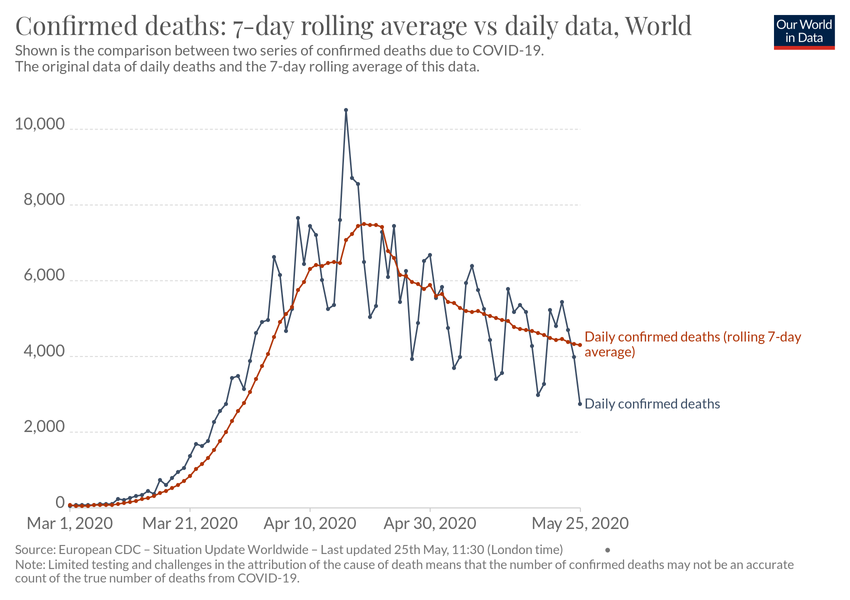 Confirmed deaths: 7-day rolling average vs daily data, World
Our World
in Data
Shown is the comparison between two series of confirmed deaths due to COVID-19.
The original data of daily deaths and the 7-day rolling average of this data.
10,000
8,000
6,000
4,000
2,000
0
Daily confirmed deaths (rolling 7-day
average)
Daily confirmed deaths
Mar 1, 2020
Mar 21, 2020
Apr 10, 2020
Apr 30, 2020
May 25, 2020
Source: European CDC – Situation Update Worldwide – Last updated 25th May, 11:30 (London time)
Note: Limited testing and challenges in the attribution of the cause of death means that the number of confirmed deaths may not be an accurate
count of the true number of deaths from COVID-19.